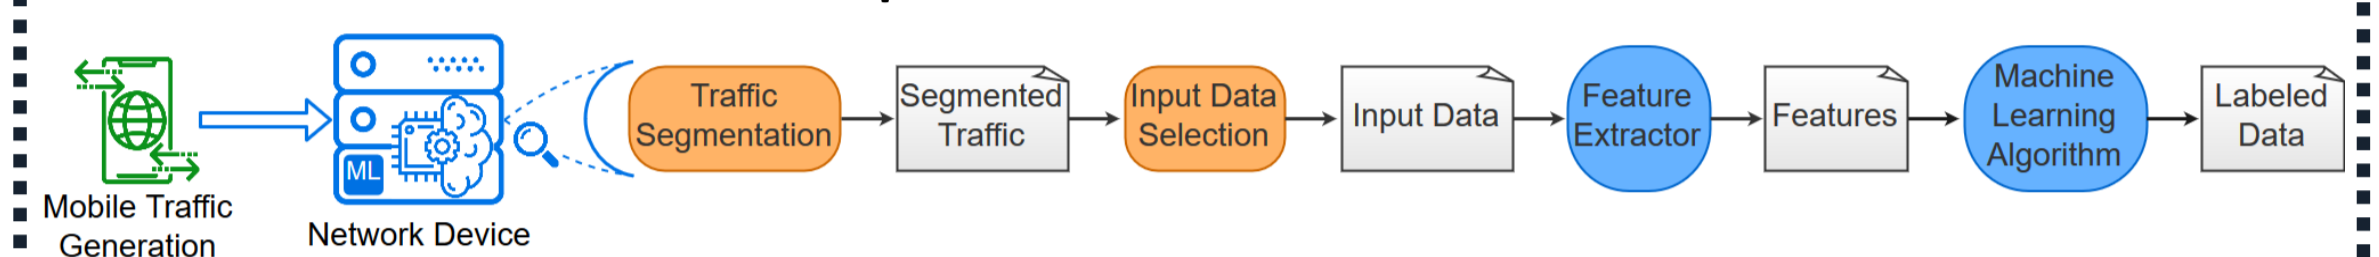 Mobile Traffic
Generation
ML
Network Device
Traffic
Segmentation
Segmented
Traffic
Input Data
Selection
Input Data
Feature
Extractor
Features
Machine
Learning
Algorithm
Labeled
Data